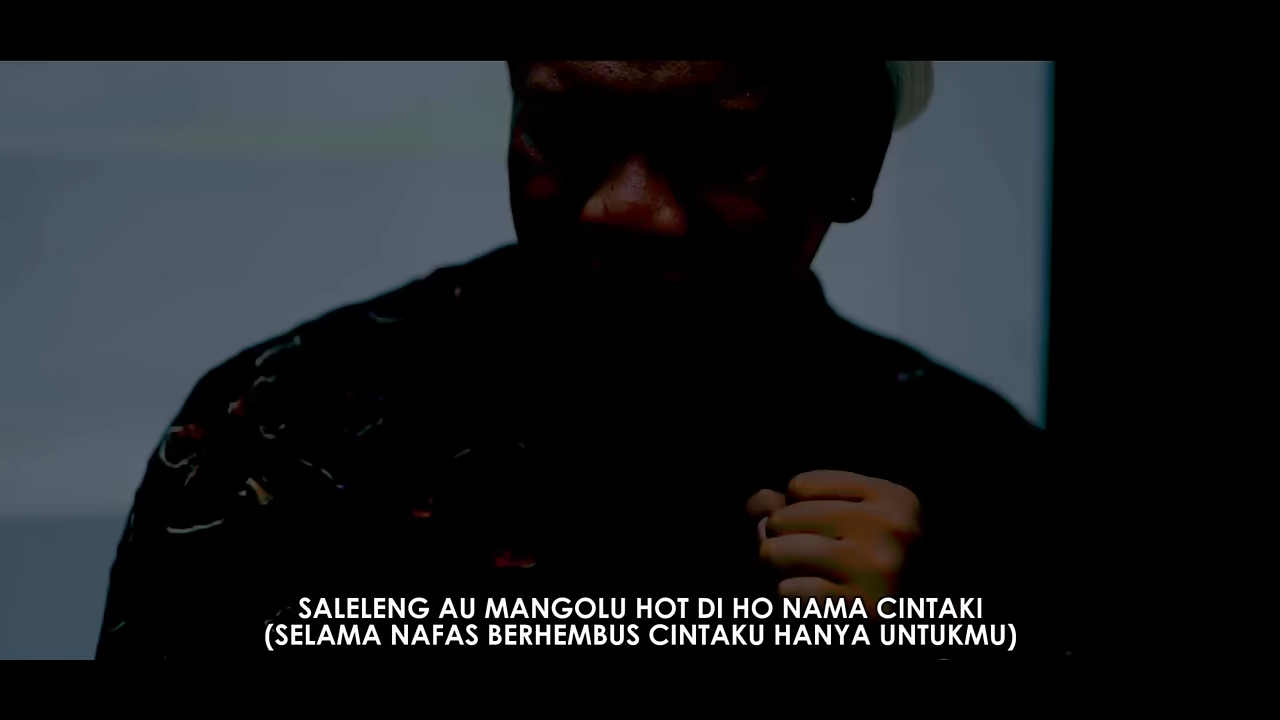 SALELENG AU MANGOLU HOT DI HO NAMA CINTAKI
(SELAMA NAFAS BERHEMBUS CINTAKU HANYA UNTUKMU)